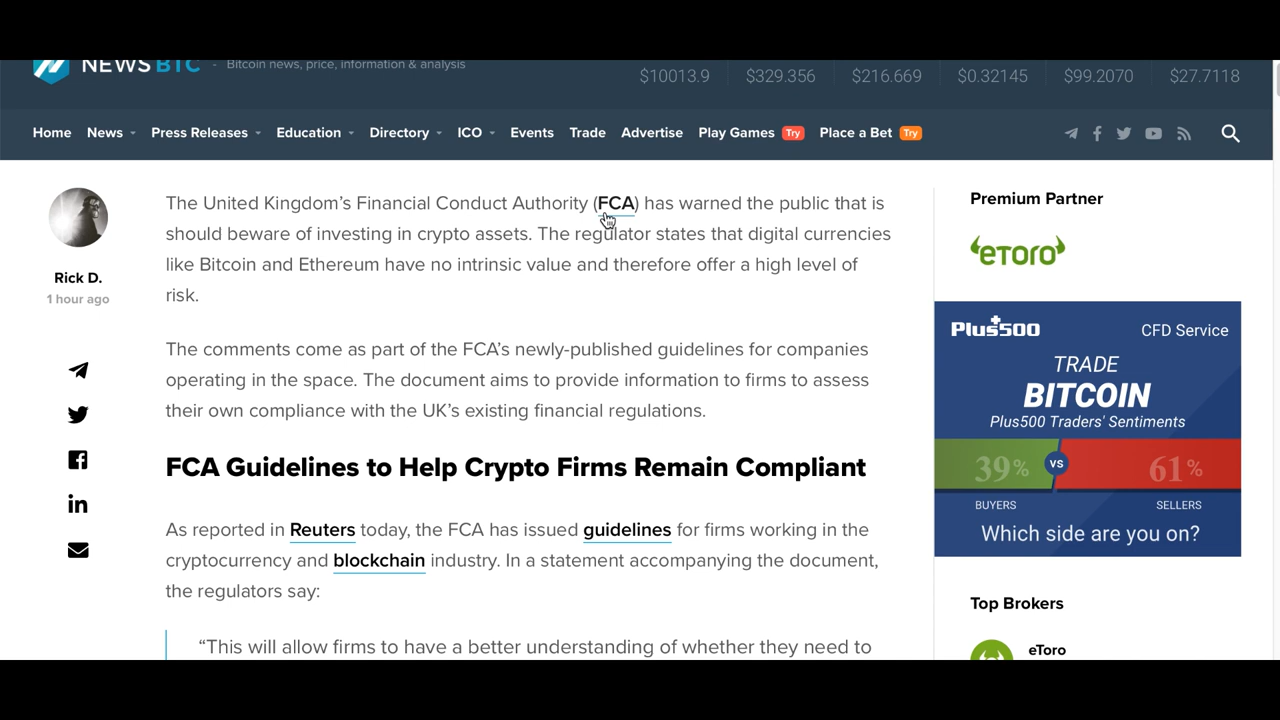 NEWSBTC - Bitcoin news, price, information & analysis
$10013.9 $329.356 $216.669 $0.32145 $99.2070 $27.7118
Home News Press Releases Education Directory ICO Events Trade Advertise Play Games Try Place a Bet Try
Rick D.
1 hour ago
The United Kingdom's Financial Conduct Authority (FCA) has warned the public that is
should beware of investing in crypto assets. The regulator states that digital currencies
like Bitcoin and Ethereum have no intrinsic value and therefore offer a high level of
risk.
The comments come as part of the FCA's newly-published guidelines for companies
operating in the space. The document aims to provide information to firms to assess
their own compliance with the UK's existing financial regulations.
FCA Guidelines to Help Crypto Firms Remain Compliant
As reported in Reuters today, the FCA has issued guidelines for firms working in the
cryptocurrency and blockchain industry. In a statement accompanying the document,
the regulators say:
“This will allow firms to have a better understanding of whether they need to
Premium Partner
eToro
Plus500 CFD Service
TRADE
BITCOIN
Plus500 Traders' Sentiments
39% VS 61%
BUYERS SELLERS
Which side are you on?
Top Brokers
eToro